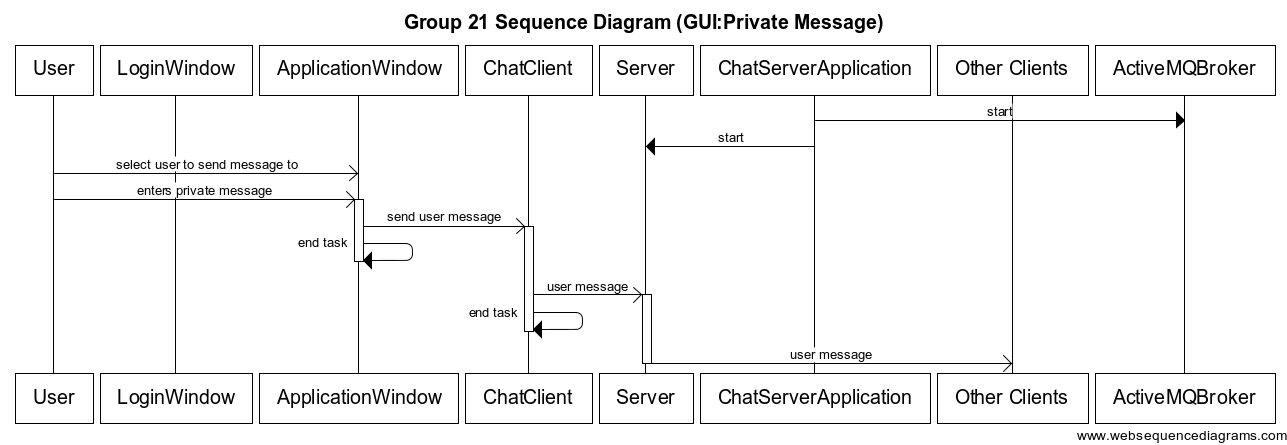 Group 21 Sequence Diagram (GUI:Private Message)
User LoginWindow ApplicationWindow ChatClient Server ChatServerApplication Other Clients ActiveMQBroker
start
start
select user to send message to
enters private message
send user message
end task
user message
end task
user message
User LoginWindow ApplicationWindow ChatClient Server ChatServerApplication Other Clients ActiveMQBroker
www.websequencediagrams.com